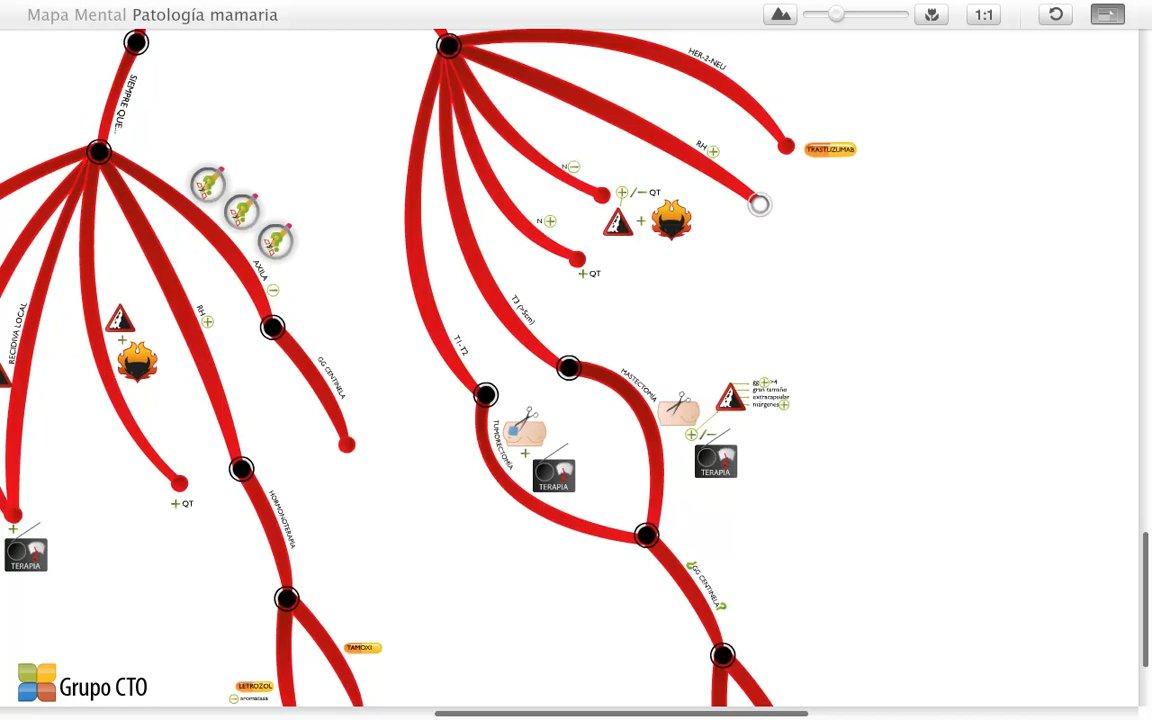 Mapa Mental Patología mamaria
1:1
HER-2-NEU
SIEMPRE QUE...
RH +
TRASTUZUMAB
N −
+/− QT
+
N +
AXILA −
+ QT
RECIDIVA LOCAL
RH +
T3 (>5cm)
+
T1-T2
GG CENTINELA
MASTECTOMÍA
gg + >4
gran tamaño
extracapsular
márgenes +
TUMORECTOMÍA
+
+/−
TERAPIA
TERAPIA
+ QT
HORMONOTERAPIA
+
TERAPIA
¿GG CENTINELA?
TAMOXI
LETROZOL
Grupo CTO